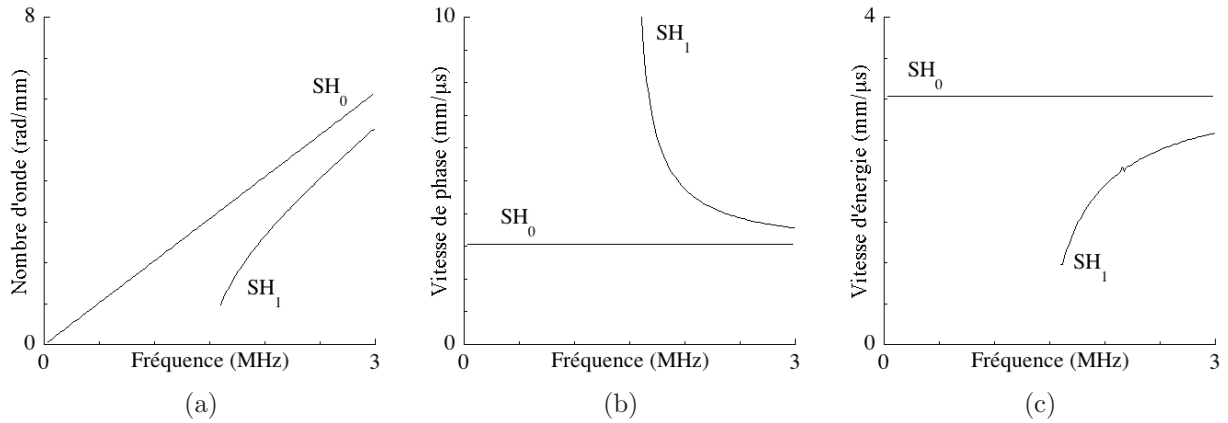 8
Nombre d'onde (rad/mm)
SH0
SH1
0
0
Fréquence (MHz)
3
(a)
10
Vitesse de phase (mm/μs)
SH1
SH0
0
0
Fréquence (MHz)
3
(b)
4
Vitesse d'énergie (mm/μs)
SH0
SH1
0
0
Fréquence (MHz)
3
(c)